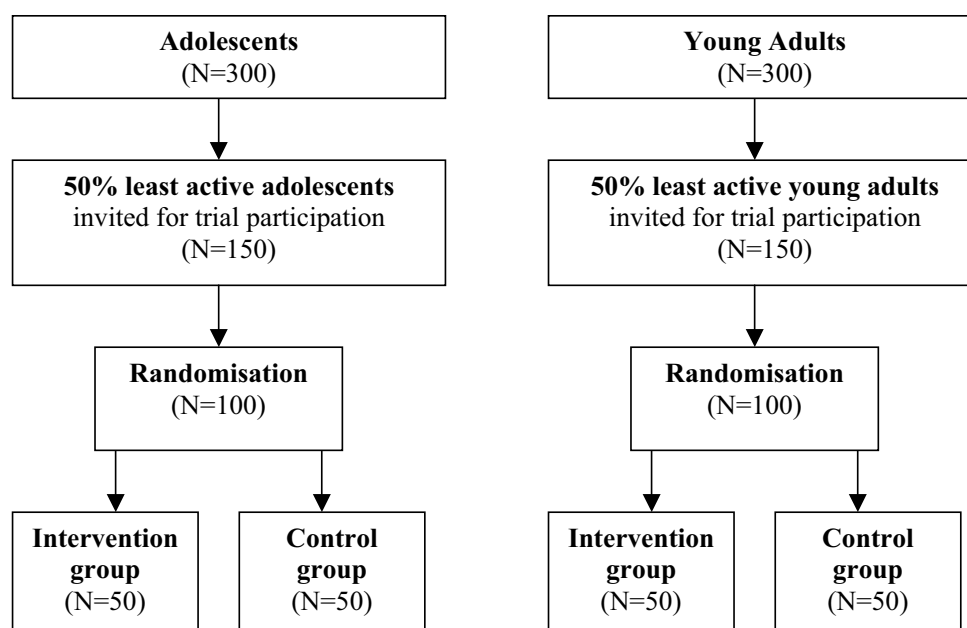 Adolescents
(N=300)
50% least active adolescents
invited for trial participation
(N=150)
Randomisation
(N=100)
Intervention
group
(N=50)
Control
group
(N=50)
Young Adults
(N=300)
50% least active young adults
invited for trial participation
(N=150)
Randomisation
(N=100)
Intervention
group
(N=50)
Control
group
(N=50)